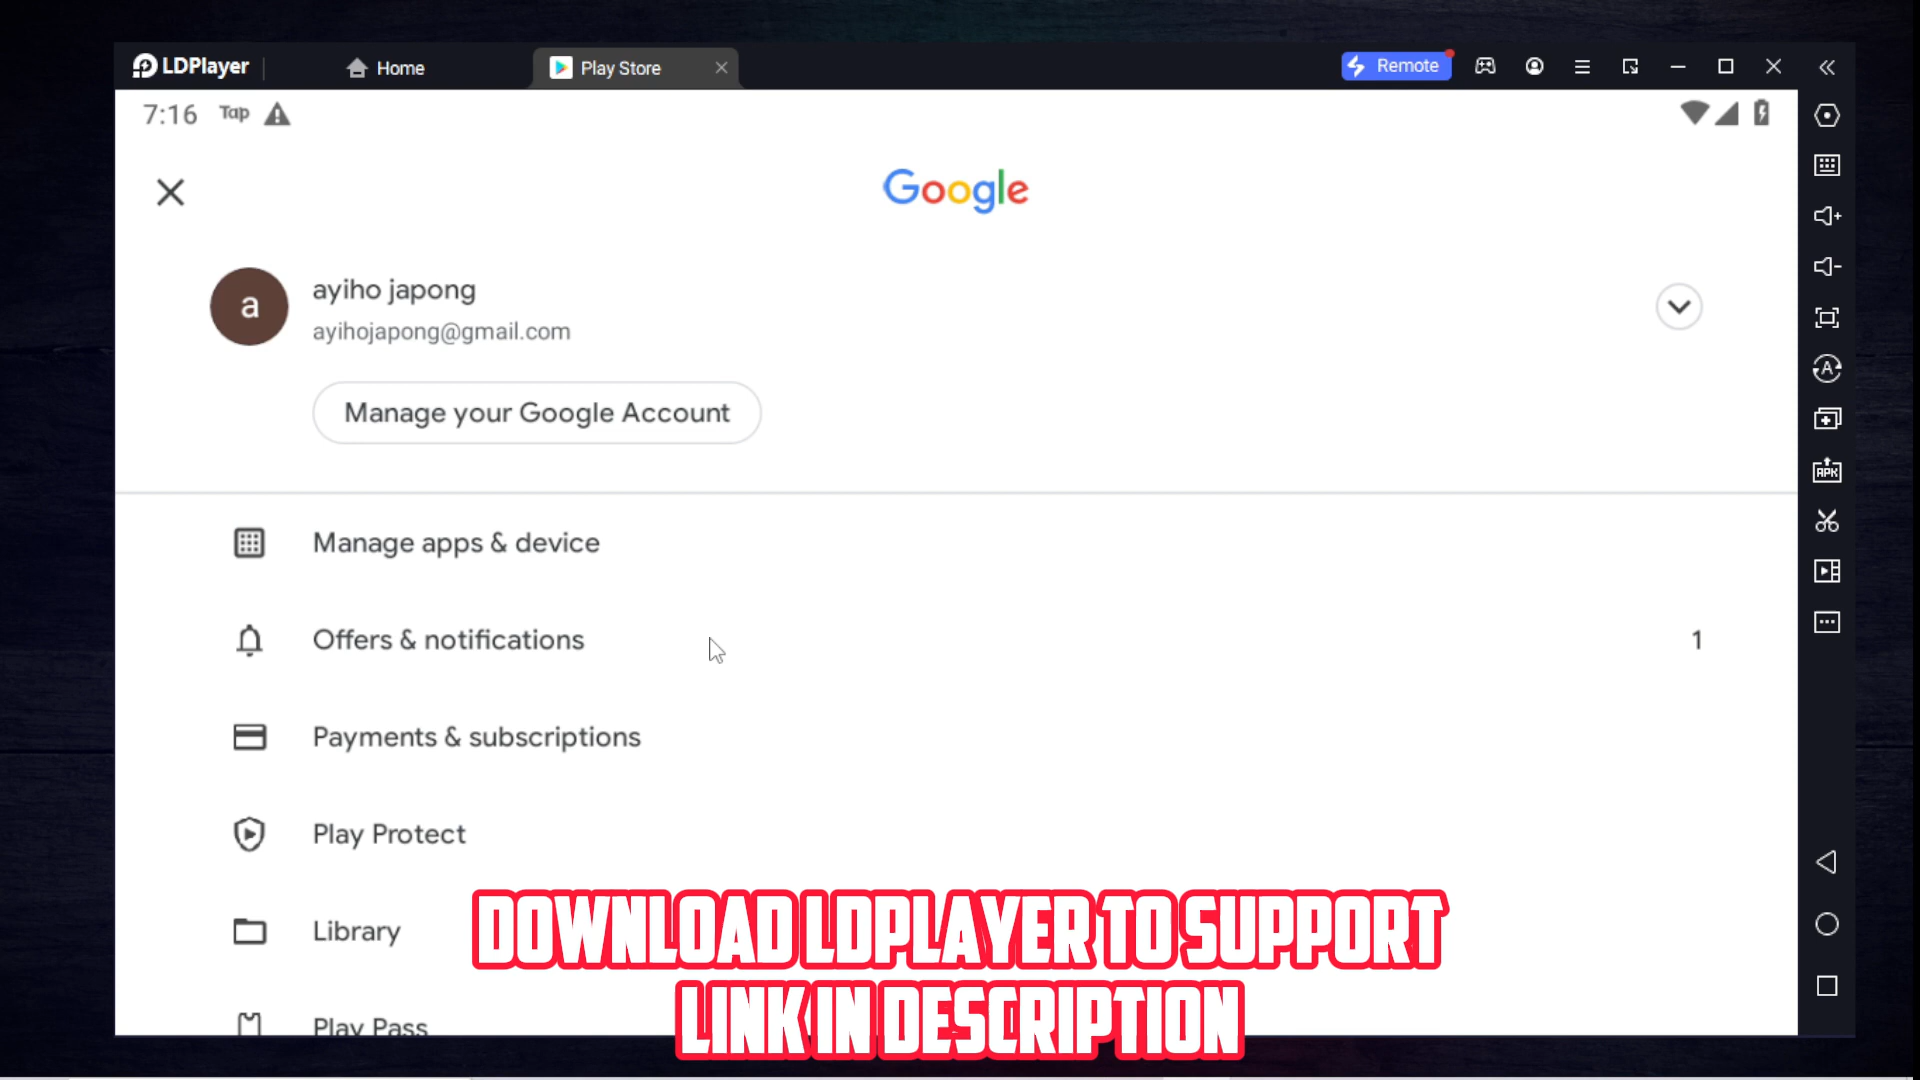 LDPlayer
Home
Play Store
Remote
7:16 Tap
Google
a
ayiho japong
ayihojapong@gmail.com
Manage your Google Account
Manage apps & device
Offers & notifications
1
Payments & subscriptions
Play Protect
Library
Play Pass
DOWNLOAD LDPLAYER TO SUPPORT
LINK IN DESCRIPTION
A
APK